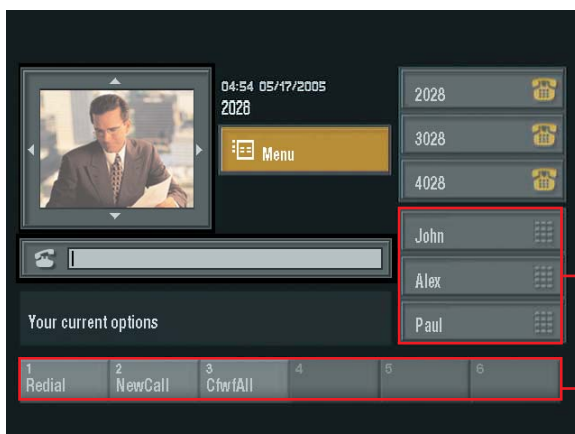 04:54 05/17/2005
2028
Menu
2028
3028
4028
John
Alex
Paul
Your current options
1 2 3 4 5 6
Redial NewCall CfwfAll